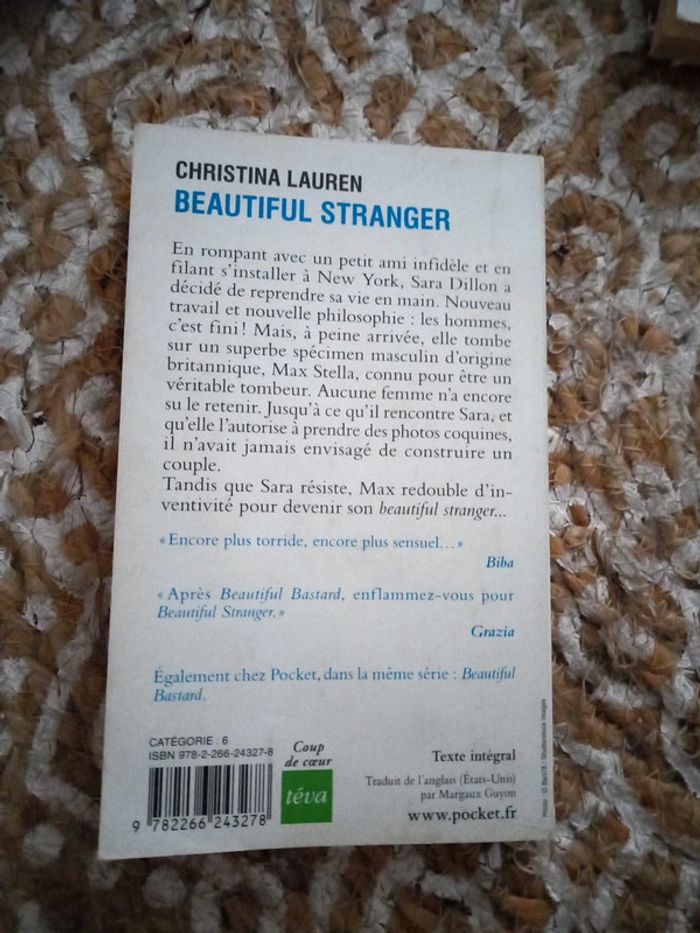 CHRISTINA LAUREN
BEAUTIFUL STRANGER
En rompant avec un petit ami infidèle et en
filant s'installer à New York, Sara Dillon a
décidé de reprendre sa vie en main. Nouveau
travail et nouvelle philosophie : les hommes,
c'est fini ! Mais, à peine arrivée, elle tombe
sur un superbe spécimen masculin d'origine
britannique, Max Stella, connu pour être un
véritable tombeur. Aucune femme n'a encore
su le retenir. Jusqu'à ce qu'il rencontre Sara, et
qu'elle l'autorise à prendre des photos coquines,
il n'avait jamais envisagé de construire un
couple.
Tandis que Sara résiste, Max redouble d'in-
ventivité pour devenir son beautiful stranger...
« Encore plus torride, encore plus sensuel... »
Biba
« Après Beautiful Bastard, enflammez-vous pour
Beautiful Stranger. »
Grazia
Également chez Pocket, dans la même série : Beautiful
Bastard.
CATÉGORIE : 6
ISBN 978-2-266-24327-8
9 782266 243278
Coup
de cœur
téva
Texte intégral
Traduit de l'anglais (États-Unis)
par Margaux Guyon
www.pocket.fr
Photo : ©
/ Shutterstock Images